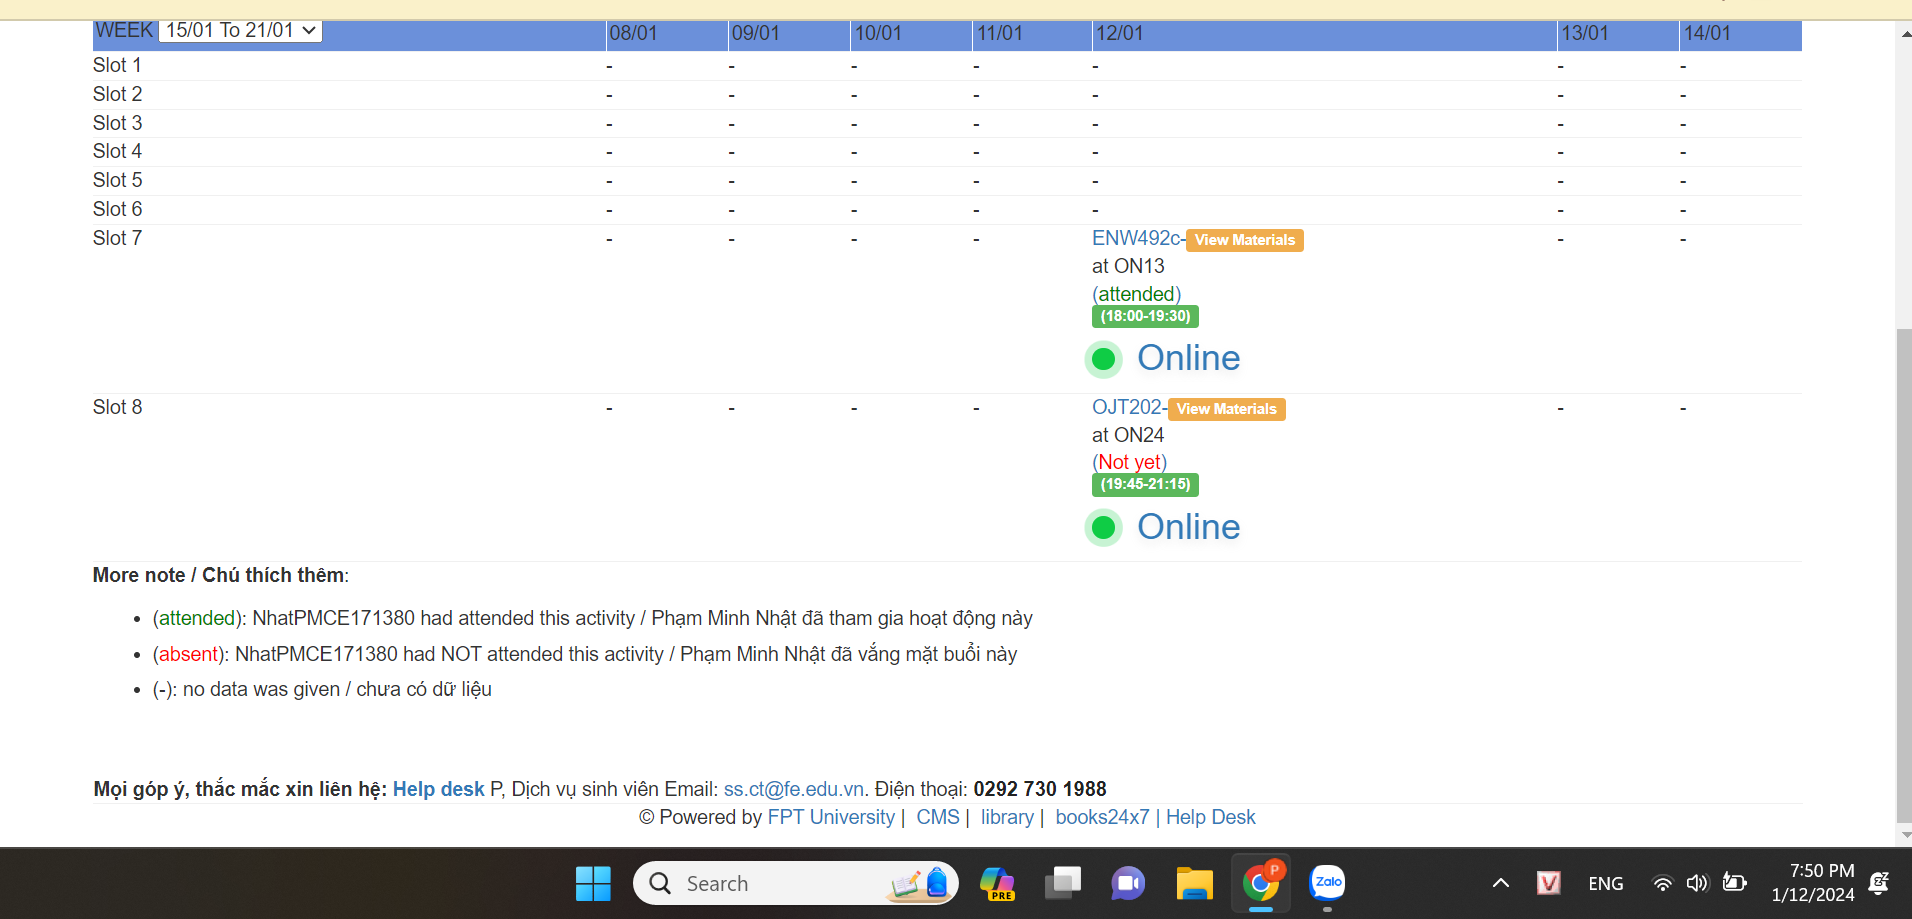 WEEK 15/01 To 21/01 08/01 09/01 10/01 11/01 12/01 13/01 14/01
Slot 1 - - - - - - -
Slot 2 - - - - - - -
Slot 3 - - - - - - -
Slot 4 - - - - - - -
Slot 5 - - - - - - -
Slot 6 - - - - - - -
Slot 7 - - - - ENW492c-View Materials - -
at ON13
(attended)
(18:00-19:30)
Online
Slot 8 - - - - OJT202-View Materials - -
at ON24
(Not yet)
(19:45-21:15)
Online
More note / Chú thích thêm:
• (attended): NhatPMCE171380 had attended this activity / Phạm Minh Nhật đã tham gia hoạt động này
• (absent): NhatPMCE171380 had NOT attended this activity / Phạm Minh Nhật đã vắng mặt buổi này
• (-): no data was given / chưa có dữ liệu
Mọi góp ý, thắc mắc xin liên hệ: Help desk P, Dịch vụ sinh viên Email: ss.ct@fe.edu.vn. Điện thoại: 0292 730 1988
© Powered by FPT University | CMS | library | books24x7 | Help Desk
Search
PRE
P
Zalo
V
ENG
7:50 PM
1/12/2024